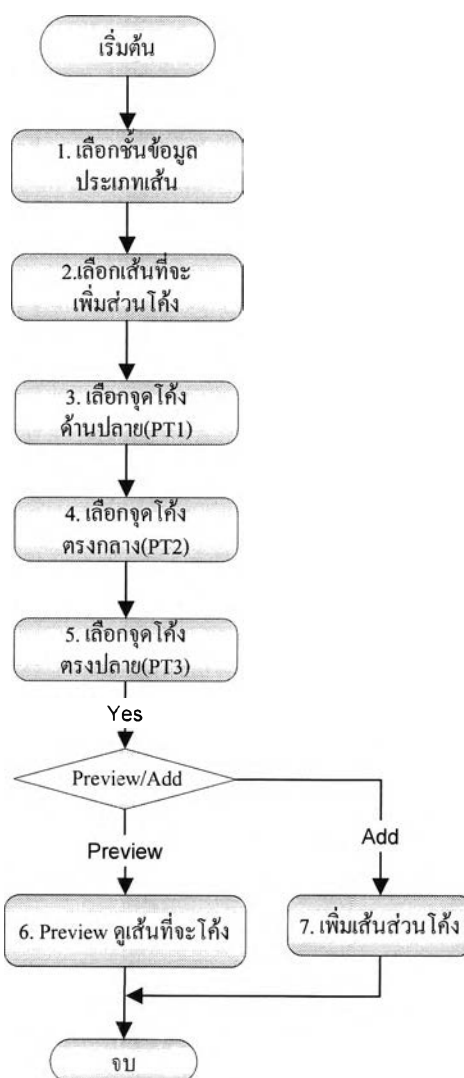 เริ่มต้น
1. เลือกชั้นข้อมูล
ประเภทเส้น
2.เลือกเส้นที่จะ
เพิ่มส่วนโค้ง
3. เลือกจุดโค้ง
ด้านปลาย(PT1)
4. เลือกจุดโค้ง
ตรงกลาง(PT2)
5. เลือกจุดโค้ง
ตรงปลาย(PT3)
Yes
Preview/Add
Preview
Add
6. Preview ดูเส้นที่จะโค้ง
7. เพิ่มเส้นส่วนโค้ง
จบ